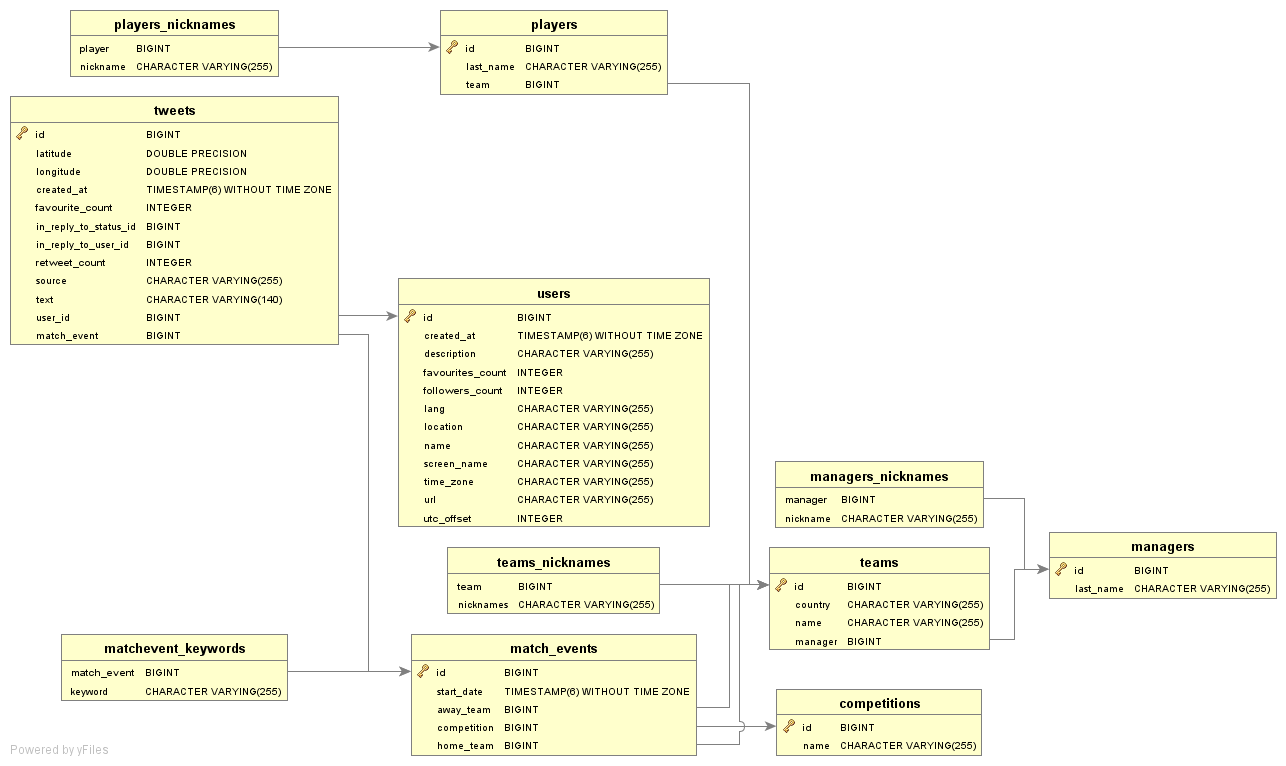 players_nicknames
player BIGINT
nickname CHARACTER VARYING(255)
players
id BIGINT
last_name CHARACTER VARYING(255)
team BIGINT
tweets
id BIGINT
latitude DOUBLE PRECISION
longitude DOUBLE PRECISION
created_at TIMESTAMP(6) WITHOUT TIME ZONE
favourite_count INTEGER
in_reply_to_status_id BIGINT
in_reply_to_user_id BIGINT
retweet_count INTEGER
source CHARACTER VARYING(255)
text CHARACTER VARYING(140)
user_id BIGINT
match_event BIGINT
users
id BIGINT
created_at TIMESTAMP(6) WITHOUT TIME ZONE
description CHARACTER VARYING(255)
favourites_count INTEGER
followers_count INTEGER
lang CHARACTER VARYING(255)
location CHARACTER VARYING(255)
name CHARACTER VARYING(255)
screen_name CHARACTER VARYING(255)
time_zone CHARACTER VARYING(255)
url CHARACTER VARYING(255)
utc_offset INTEGER
managers_nicknames
manager BIGINT
nickname CHARACTER VARYING(255)
managers
id BIGINT
last_name CHARACTER VARYING(255)
teams_nicknames
team BIGINT
nicknames CHARACTER VARYING(255)
teams
id BIGINT
country CHARACTER VARYING(255)
name CHARACTER VARYING(255)
manager BIGINT
matchevent_keywords
match_event BIGINT
keyword CHARACTER VARYING(255)
match_events
id BIGINT
start_date TIMESTAMP(6) WITHOUT TIME ZONE
away_team BIGINT
competition BIGINT
home_team BIGINT
competitions
id BIGINT
name CHARACTER VARYING(255)
Powered by yFiles